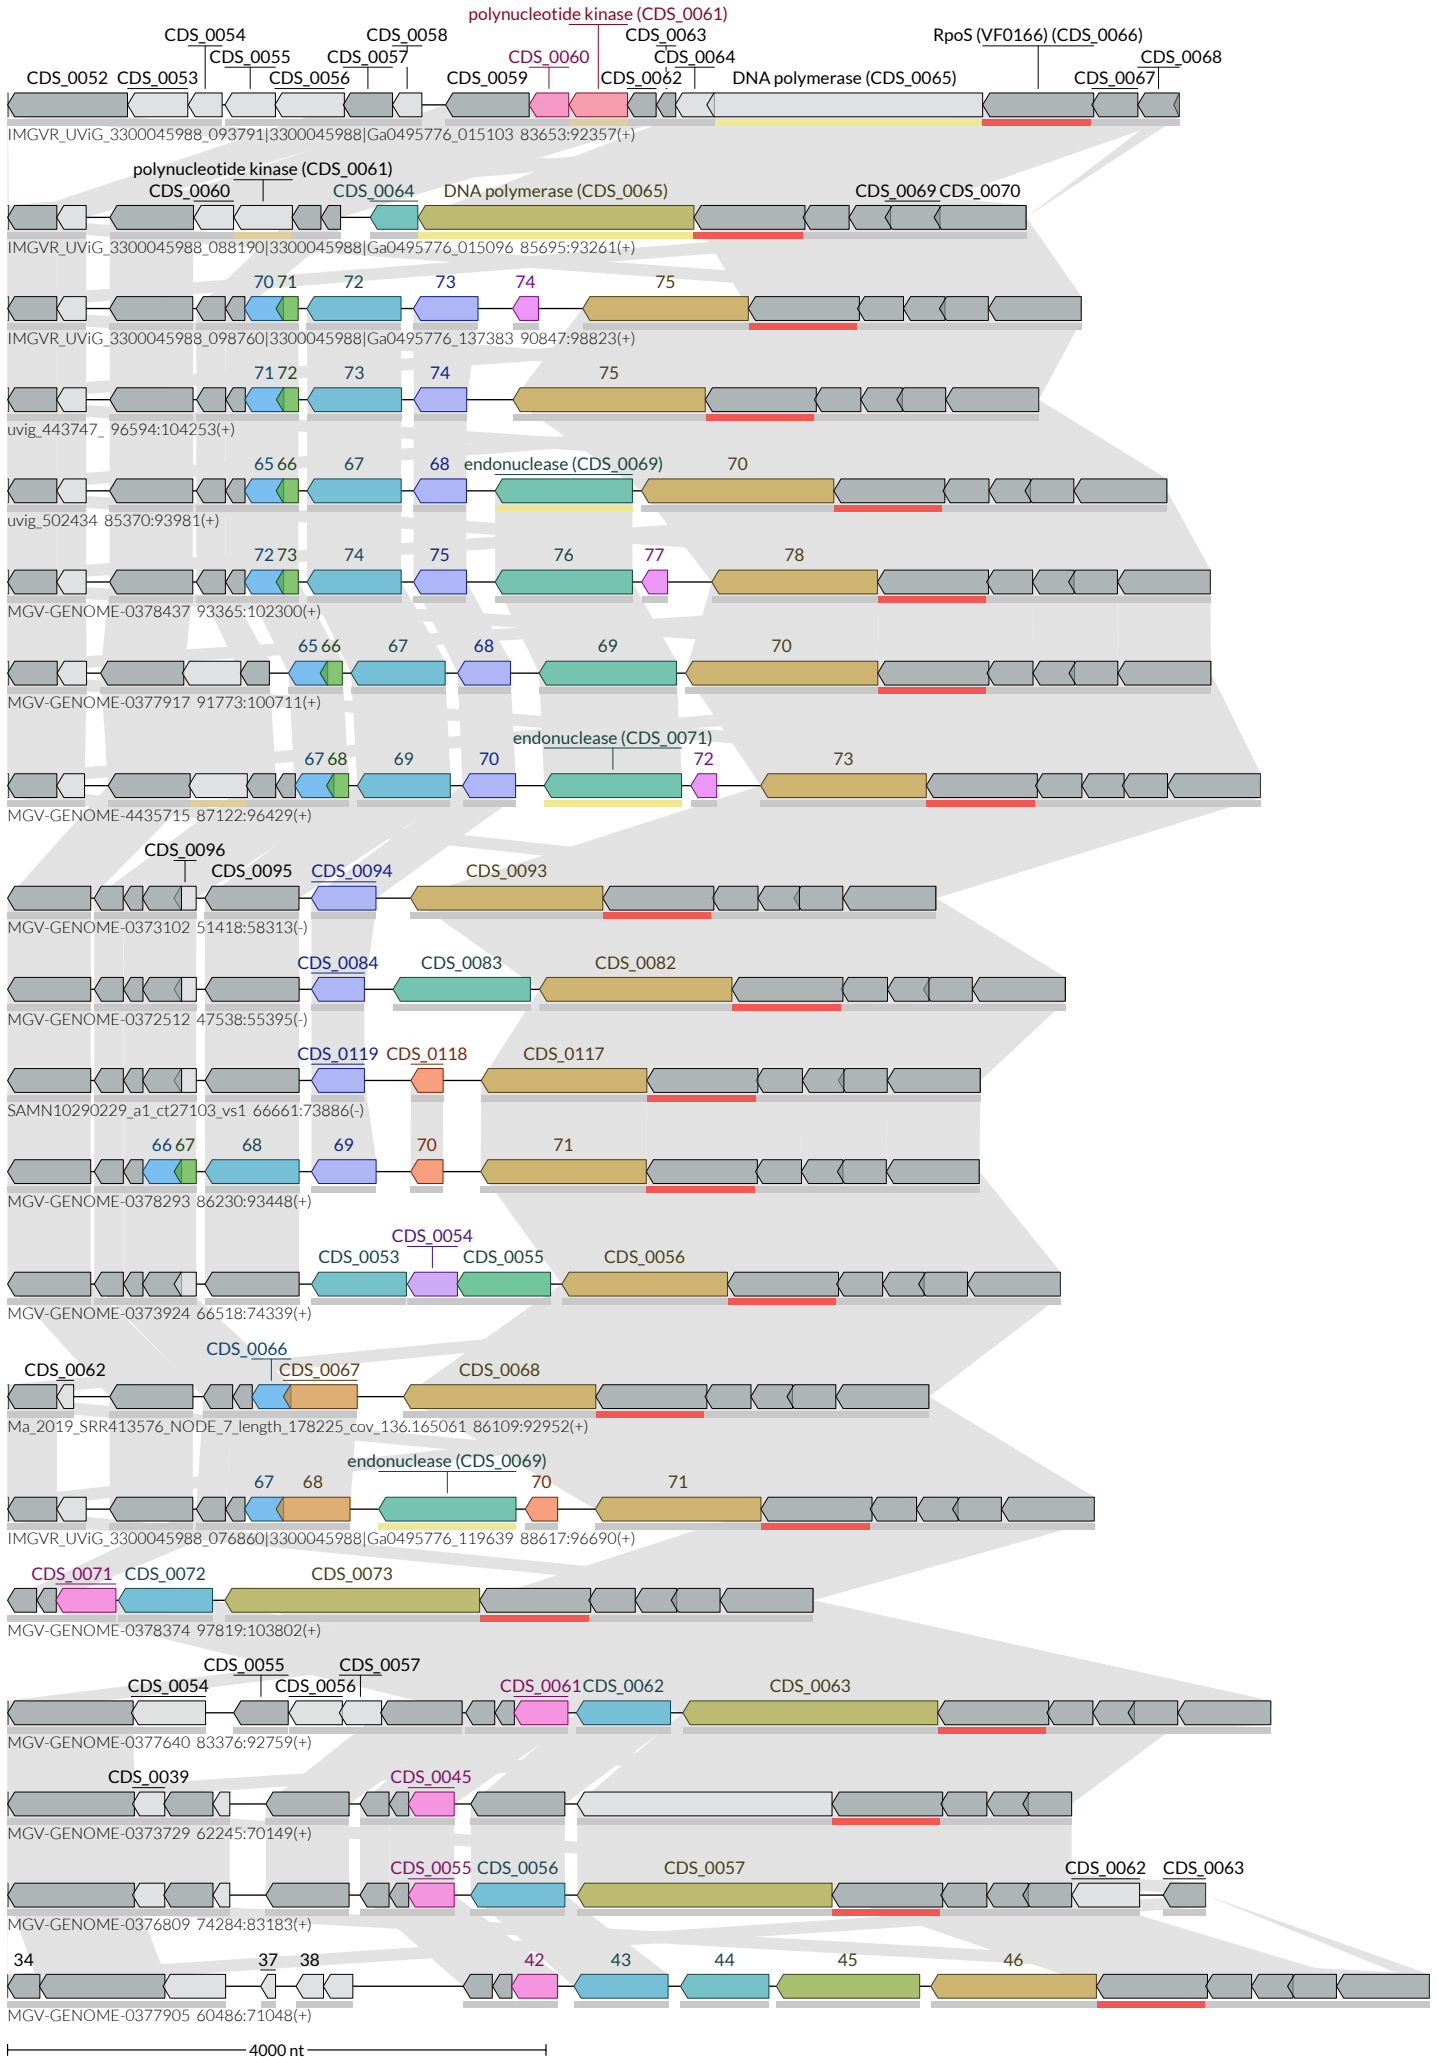 polynucleotide kinase (CDS_0061)
CDS_0054 CDS_0058 CDS_0063 RpoS (VF0166) (CDS_0066)
CDS_0055 CDS_0057 CDS_0060 CDS_0064 CDS_0068
CDS_0052 CDS_0053 CDS_0056 CDS_0059 CDS_0062 DNA polymerase (CDS_0065) CDS_0067
IMGVR_UViG_3300045988_093791|3300045988|Ga0495776_015103 83653:92357(+)
polynucleotide kinase (CDS_0061)
CDS_0060 CDS_0064 DNA polymerase (CDS_0065) CDS_0069 CDS_0070
IMGVR_UViG_3300045988_088190|3300045988|Ga0495776_015096 85695:93261(+)
70 71 72 73 74 75
IMGVR_UViG_3300045988_098760|3300045988|Ga0495776_137383 90847:98823(+)
71 72 73 74 75
uvig_443747_ 96594:104253(+)
65 66 67 68 endonuclease (CDS_0069) 70
uvig_502434 85370:93981(+)
72 73 74 75 76 77 78
MGV-GENOME-0378437 93365:102300(+)
65 66 67 68 69 70
MGV-GENOME-0377917 91773:100711(+)
endonuclease (CDS_0071)
67 68 69 70 72 73
MGV-GENOME-4435715 87122:96429(+)
CDS_0096
CDS_0095 CDS_0094 CDS_0093
MGV-GENOME-0373102 51418:58313(-)
CDS_0084 CDS_0083 CDS_0082
MGV-GENOME-0372512 47538:55395(-)
CDS_0119 CDS_0118 CDS_0117
SAMN10290229_a1_ct27103_vs1 66661:73886(-)
66 67 68 69 70 71
MGV-GENOME-0378293 86230:93448(+)
CDS_0054
CDS_0053 CDS_0055 CDS_0056
MGV-GENOME-0373924 66518:74339(+)
CDS_0066
CDS_0062 CDS_0067 CDS_0068
Ma_2019_SRR413576_NODE_7_length_178225_cov_136.165061 86109:92952(+)
endonuclease (CDS_0069)
67 68 70 71
IMGVR_UViG_3300045988_076860|3300045988|Ga0495776_119639 88617:96690(+)
CDS_0071 CDS_0072 CDS_0073
MGV-GENOME-0378374 97819:103802(+)
CDS_0055 CDS_0057
CDS_0054 CDS_0056 CDS_0061 CDS_0062 CDS_0063
MGV-GENOME-0377640 83376:92759(+)
CDS_0039 CDS_0045
MGV-GENOME-0373729 62245:70149(+)
CDS_0055 CDS_0056 CDS_0057 CDS_0062 CDS_0063
MGV-GENOME-0376809 74284:83183(+)
34 37 38 42 43 44 45 46
MGV-GENOME-0377905 60486:71048(+)
4000 nt